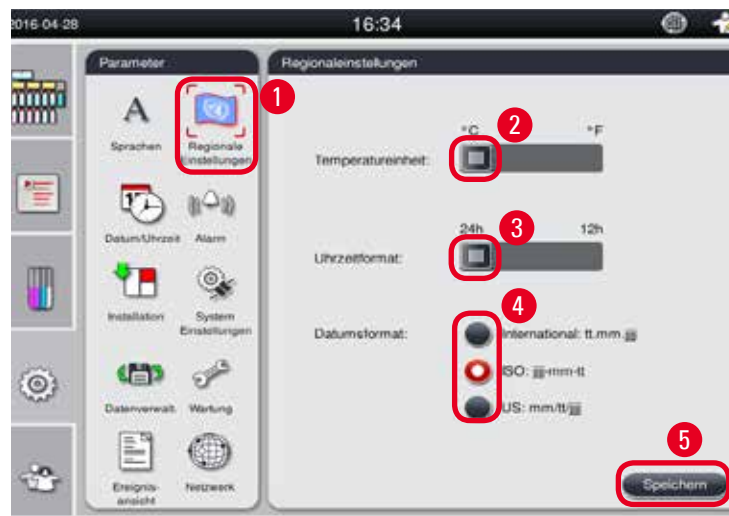 2016-04-28
16:34
Parameter
Regionaleinstellungen
1
A
Sprachen
Regionale
Einstellungen
17
Datum/Uhrzeit
Alarm
Installation
System
Einstellungen
Datenverwalt.
Wartung
Ereignis-
ansicht
Netzwerk
°C
2
°F
Temperatureinheit:
24h
3
12h
Uhrzeitformat:
4
Datumsformat:
International: tt.mm.jjjj
ISO: jjjj-mm-tt
US: mm/tt/jjjj
5
Speichern